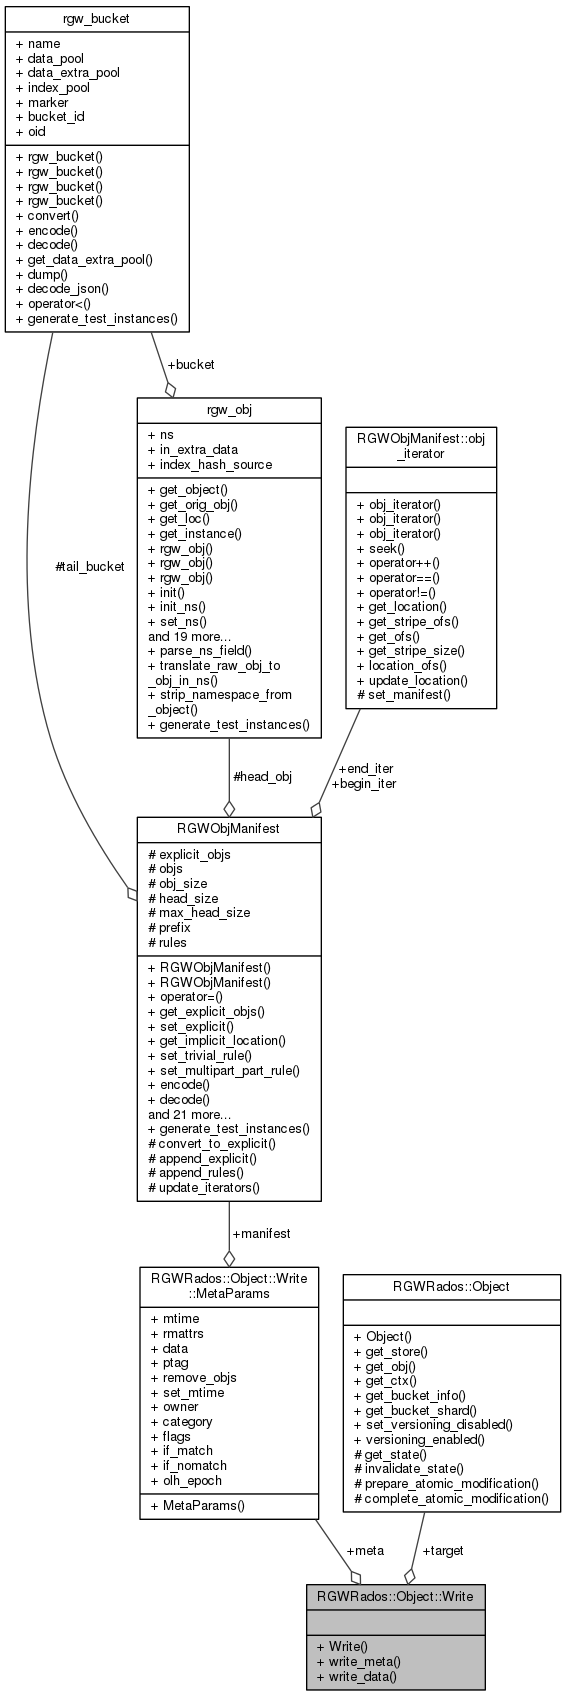 rgw_bucket
+ name
+ data_pool
+ data_extra_pool
+ index_pool
+ marker
+ bucket_id
+ oid
+ rgw_bucket()
+ rgw_bucket()
+ rgw_bucket()
+ rgw_bucket()
+ convert()
+ encode()
+ decode()
+ get_data_extra_pool()
+ dump()
+ decode_json()
+ operator<()
+ generate_test_instances()
+bucket
#tail_bucket
rgw_obj
+ ns
+ in_extra_data
+ index_hash_source
+ get_object()
+ get_orig_obj()
+ get_loc()
+ get_instance()
+ rgw_obj()
+ rgw_obj()
+ rgw_obj()
+ init()
+ init_ns()
+ set_ns()
and 19 more...
+ parse_ns_field()
+ translate_raw_obj_to
_obj_in_ns()
+ strip_namespace_from
_object()
+ generate_test_instances()
RGWObjManifest::obj
_iterator
+ obj_iterator()
+ obj_iterator()
+ obj_iterator()
+ seek()
+ operator++()
+ operator==()
+ operator!=()
+ get_location()
+ get_stripe_ofs()
+ get_ofs()
+ get_stripe_size()
+ location_ofs()
+ update_location()
# set_manifest()
#head_obj
+end_iter
+begin_iter
RGWObjManifest
# explicit_objs
# objs
# obj_size
# head_size
# max_head_size
# prefix
# rules
+ RGWObjManifest()
+ RGWObjManifest()
+ operator=()
+ get_explicit_objs()
+ set_explicit()
+ get_implicit_location()
+ set_trivial_rule()
+ set_multipart_part_rule()
+ encode()
+ decode()
and 21 more...
+ generate_test_instances()
# convert_to_explicit()
# append_explicit()
# append_rules()
# update_iterators()
+manifest
RGWRados::Object::Write
::MetaParams
+ mtime
+ rmattrs
+ data
+ ptag
+ remove_objs
+ set_mtime
+ owner
+ category
+ flags
+ if_match
+ if_nomatch
+ olh_epoch
+ MetaParams()
RGWRados::Object
+ Object()
+ get_store()
+ get_obj()
+ get_ctx()
+ get_bucket_info()
+ get_bucket_shard()
+ set_versioning_disabled()
+ versioning_enabled()
# get_state()
# invalidate_state()
# prepare_atomic_modification()
# complete_atomic_modification()
+meta
+target
RGWRados::Object::Write
+ Write()
+ write_meta()
+ write_data()